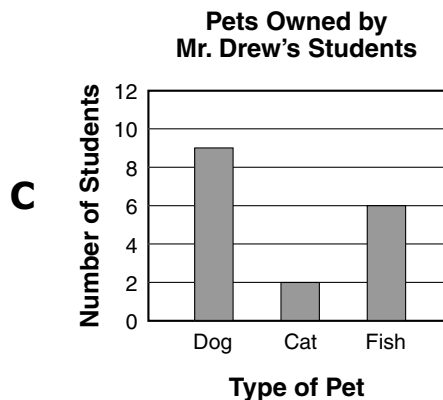 Pets Owned by
Mr. Drew’s Students
C
Number of Students
12
10
8
6
4
2
0
Dog Cat Fish
Type of Pet